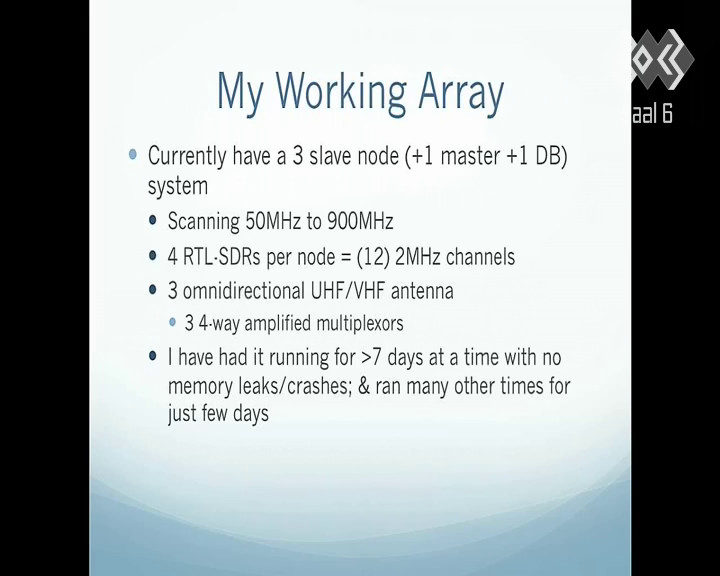 My Working Array
Currently have a 3 slave node (+1 master +1 DB)
system
Scanning 50MHz to 900MHz
4 RTL-SDRs per node = (12) 2MHz channels
3 omnidirectional UHF/VHF antenna
3 4-way amplified multiplexors
I have had it running for >7 days at a time with no
memory leaks/crashes; & ran many other times for
just few days
aal 6